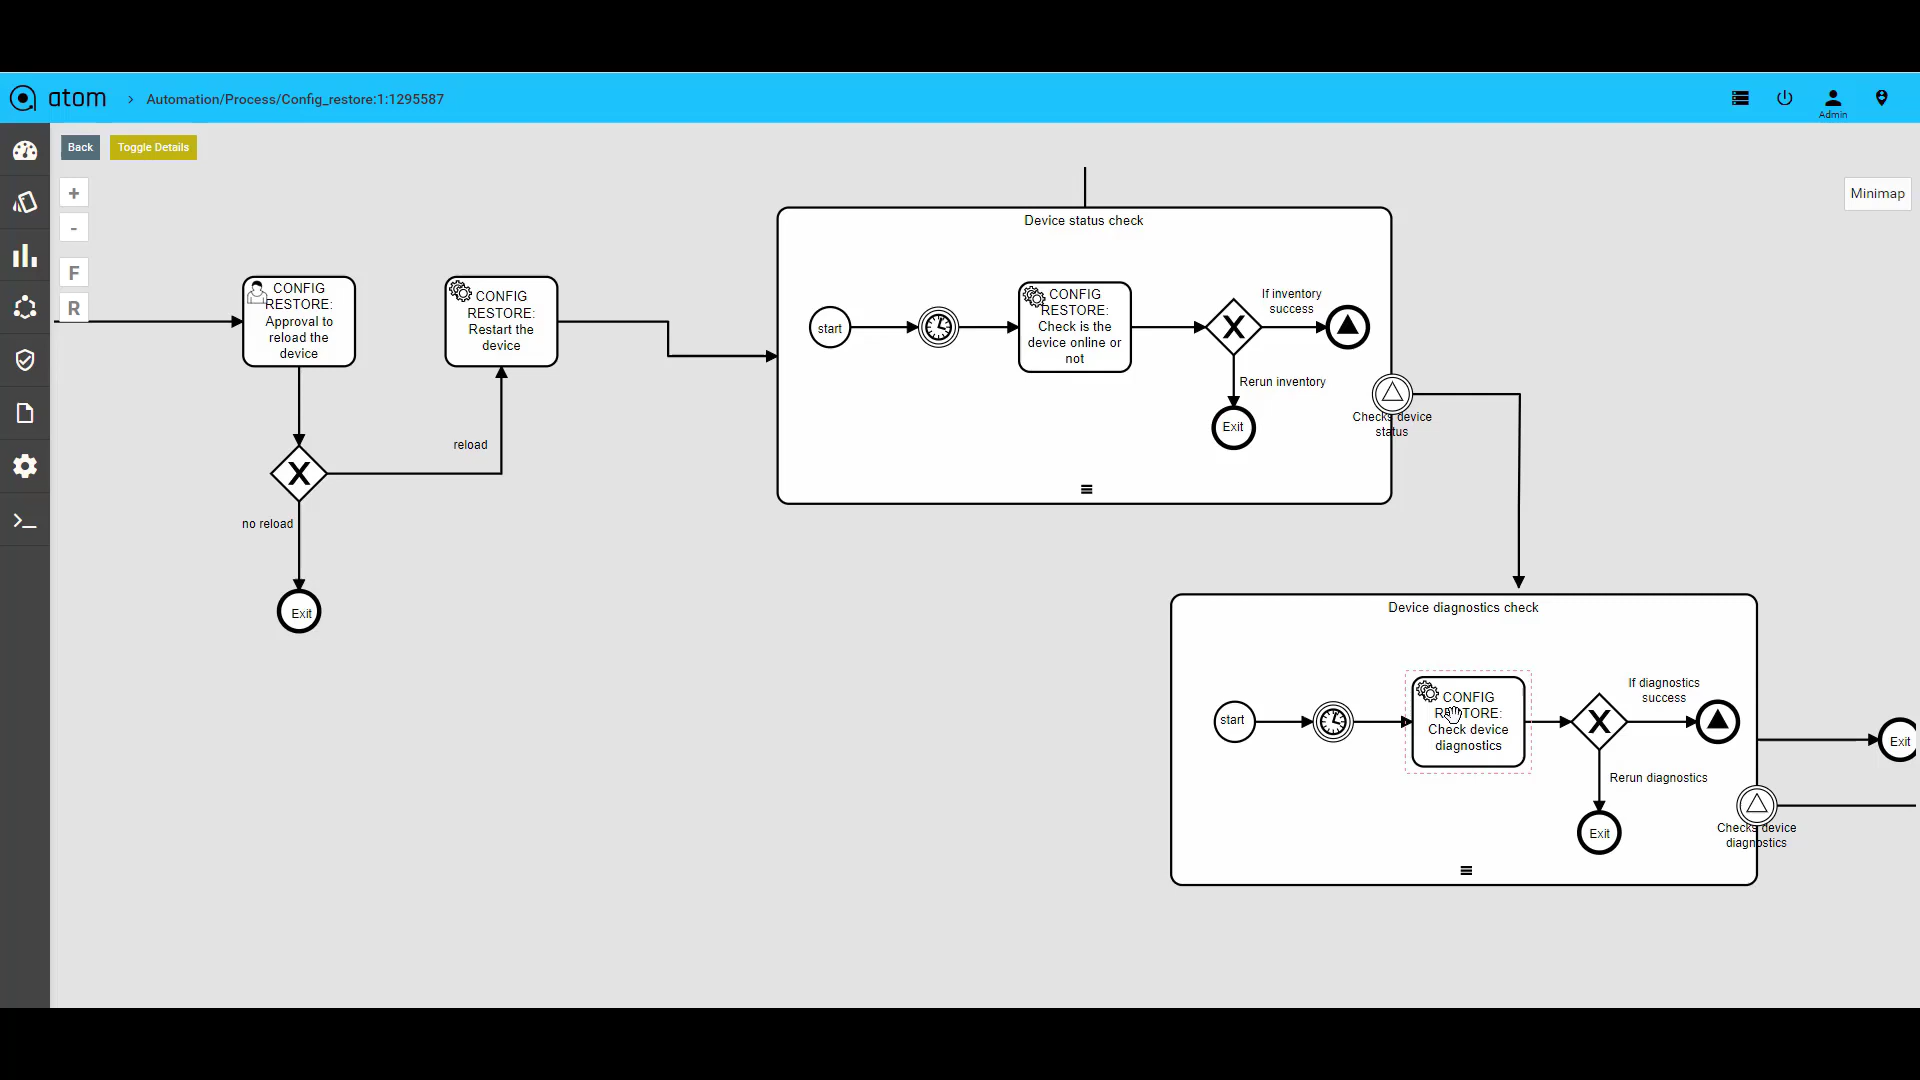 atom
Automation/Process/Config_restore:1:1295587
Admin
Back
Toggle Details
+
-
F
R
Minimap
CONFIG
RESTORE:
Approval to
reload the
device
CONFIG
RESTORE:
Restart the
device
reload
no reload
Exit
Device status check
start
CONFIG
RESTORE:
Check is the
device online or
not
If inventory
success
Rerun inventory
Exit
Checks device
status
Device diagnostics check
start
CONFIG
RESTORE:
Check device
diagnostics
If diagnostics
success
Rerun diagnostics
Exit
Checks device
diagnostics
Exit